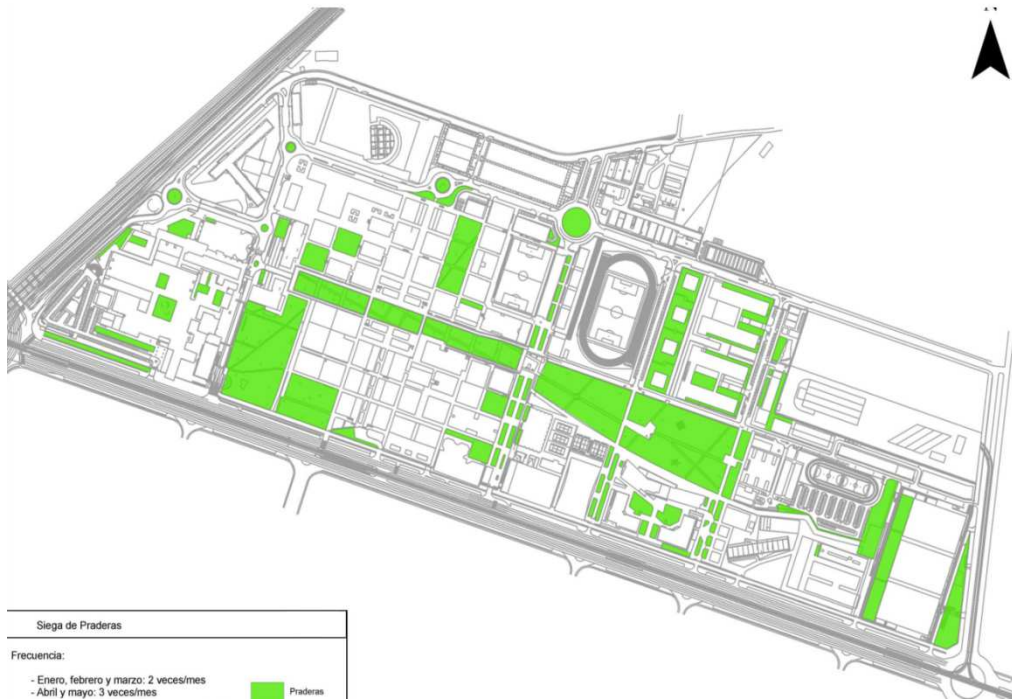 N
Siega de Praderas
Frecuencia:
- Enero, febrero y marzo: 2 veces/mes
- Abril y mayo: 3 veces/mes
Praderas